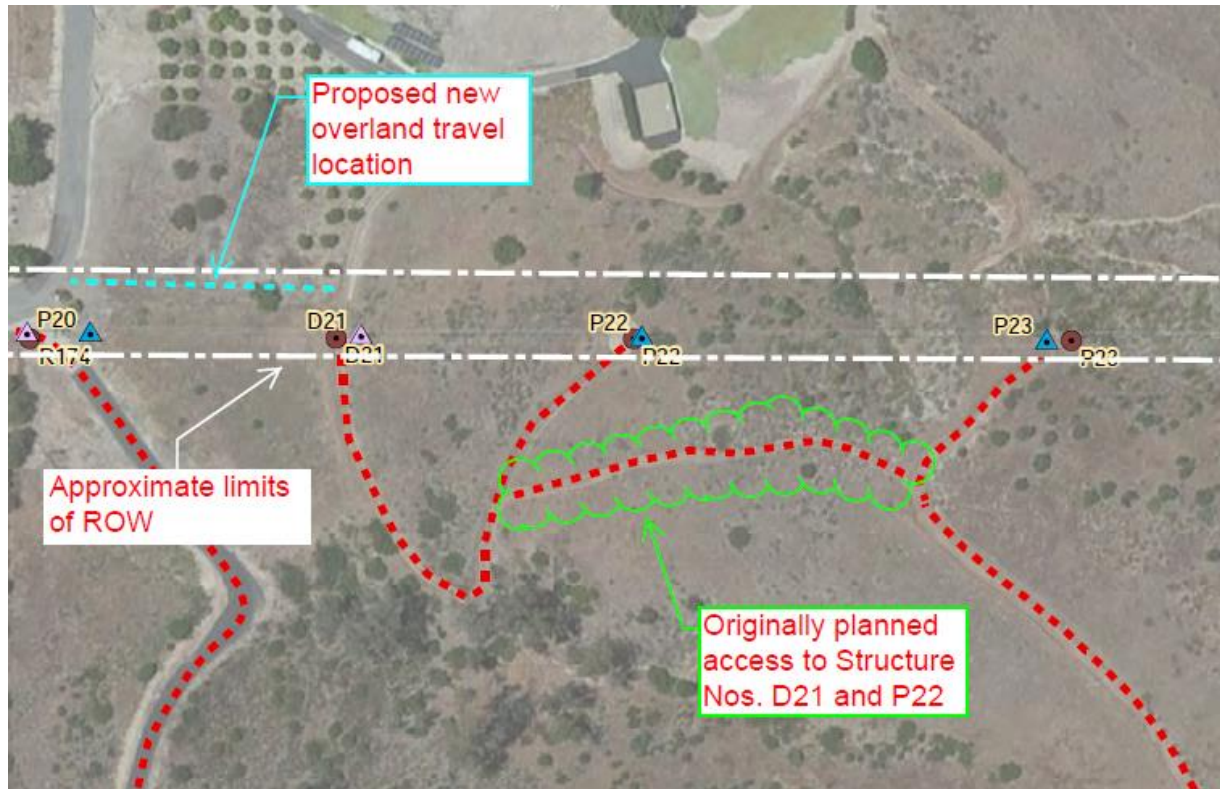 Proposed new
overland travel
location
P20
R174
D21
D21
P22
P22
P23
P23
Approximate limits
of ROW
Originally planned
access to Structure
Nos. D21 and P22